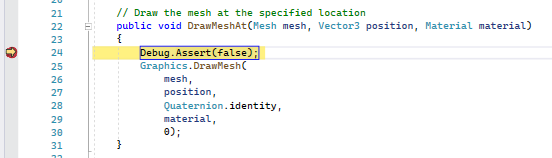 21 // Draw the mesh at the specified location
22 public void DrawMeshAt(Mesh mesh, Vector3 position, Material material)
23 {
24 Debug.Assert(false);
25 Graphics.DrawMesh(
26 mesh,
27 position,
28 Quaternion.identity,
29 material,
30 0);
31 }